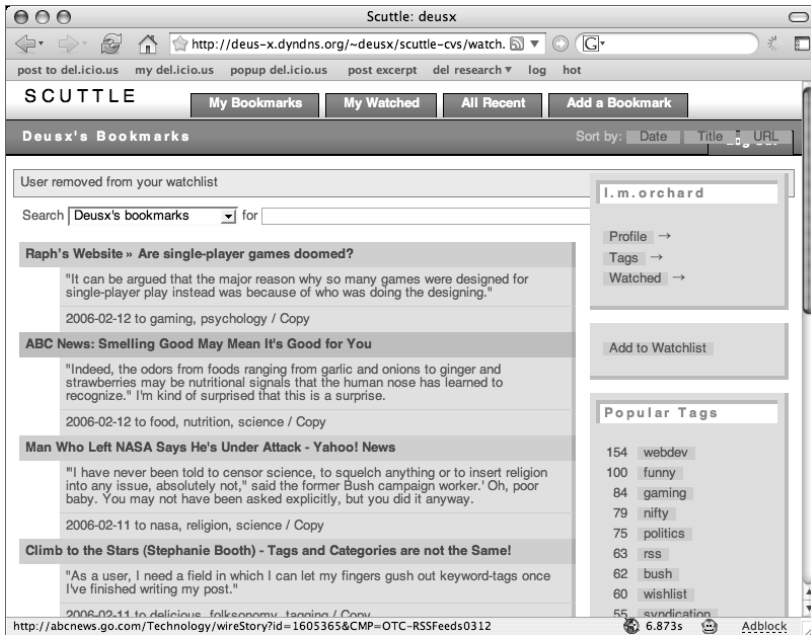 Scuttle: deusx
http://deus-x.dyndns.org/~deusx/scuttle-cvs/watch.
G
post to del.icio.us my del.icio.us popup del.icio.us post excerpt del research log hot
SCUTTLE My Bookmarks My Watched All Recent Add a Bookmark
Deusx's Bookmarks Sort by: Date Title URL
User removed from your watchlist
Search Deusx's bookmarks for
Raph's Website » Are single-player games doomed?
"It can be argued that the major reason why so many games were designed for
single-player play instead was because of who was doing the designing."
2006-02-12 to gaming, psychology / Copy
ABC News: Smelling Good May Mean It's Good for You
"Indeed, the odors from foods ranging from garlic and onions to ginger and
strawberries may be nutritional signals that the human nose has learned to
recognize." I'm kind of surprised that this is a surprise.
2006-02-12 to food, nutrition, science / Copy
Man Who Left NASA Says He's Under Attack - Yahoo! News
"I have never been told to censor science, to squelch anything or to insert religion
into any issue, absolutely not," said the former Bush campaign worker.' Oh, poor
baby. You may not have been asked explicitly, but you did it anyway.
2006-02-11 to nasa, religion, science / Copy
Climb to the Stars (Stephanie Booth) - Tags and Categories are not the Same!
"As a user, I need a field in which I can let my fingers gush out keyword-tags once
I've finished writing my post."
2006-02-11 to delicious, folksonomy, tagging / Copy
l.m.orchard
Profile →
Tags →
Watched →
Add to Watchlist
Popular Tags
154 webdev
100 funny
84 gaming
79 nifty
75 politics
63 rss
62 bush
60 wishlist
55 syndication
http://abcnews.go.com/Technology/wireStory?id=1605365&CMP=OTC-RSSFeeds0312 6.873s Adblock